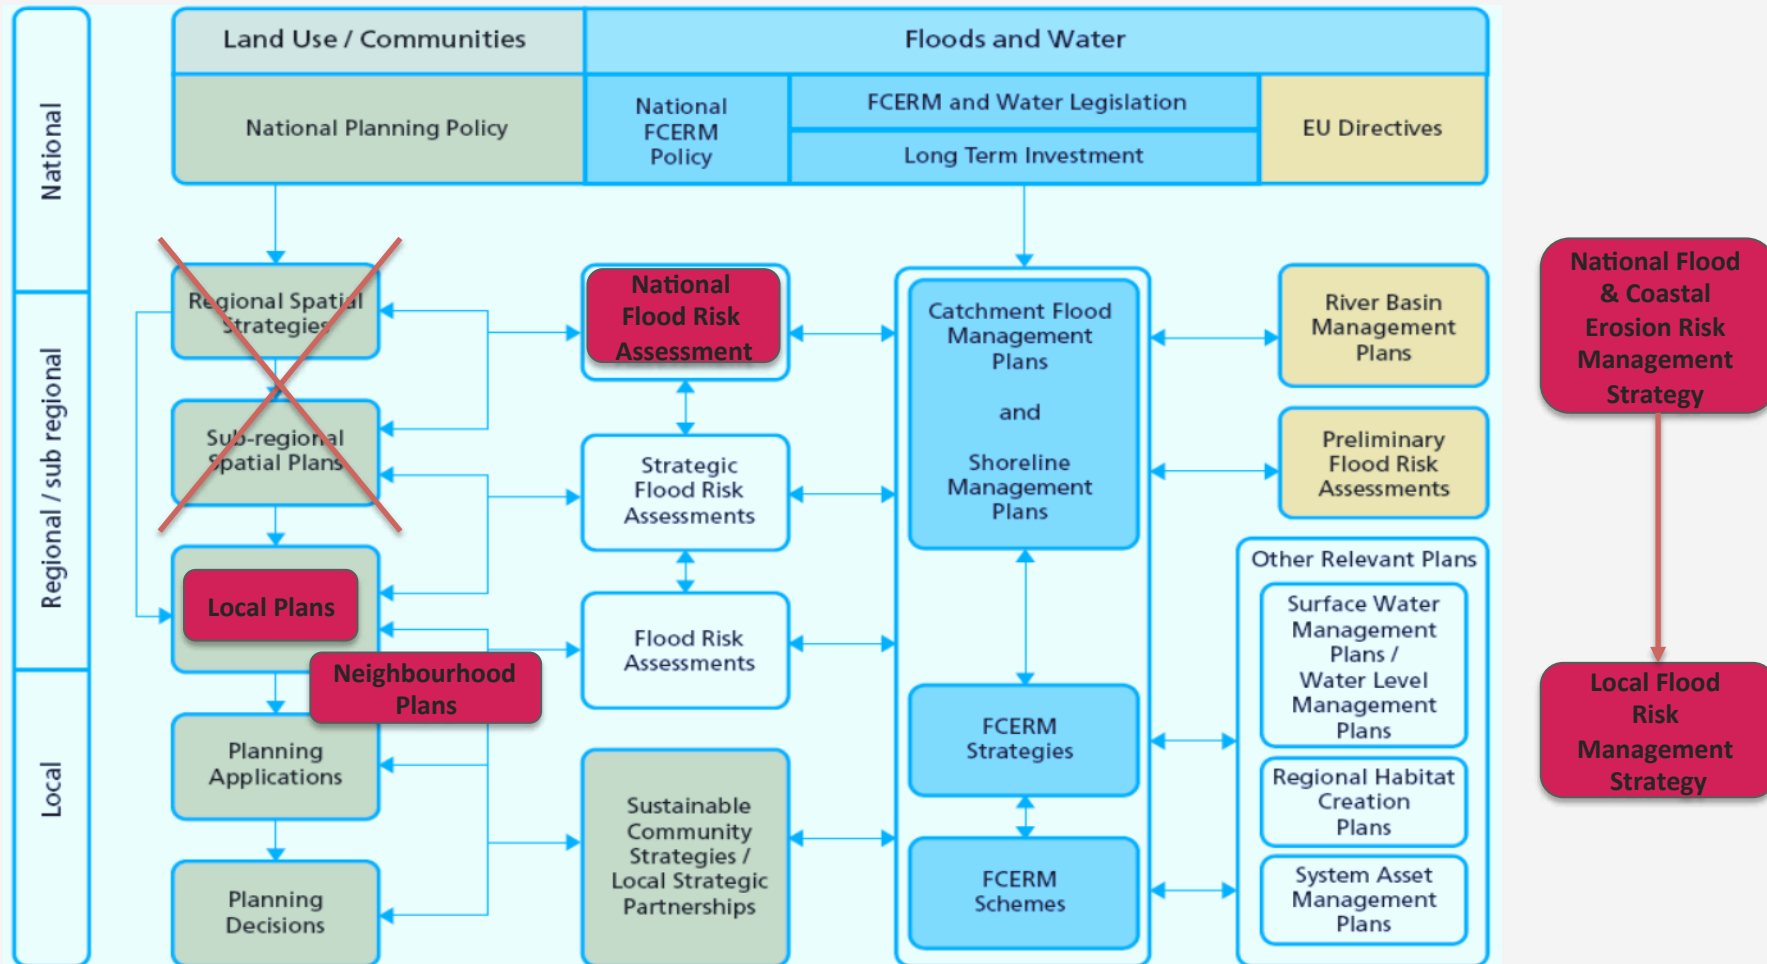 Land Use / Communities
Floods and Water
National
National Planning Policy
National
FCERM
Policy
FCERM and Water Legislation
Long Term Investment
EU Directives
Regional / sub regional
Regional Spatial
Strategies
National
Flood Risk
Assessment
Catchment Flood
Management
Plans
and
Shoreline
Management
Plans
River Basin
Management
Plans
National Flood
& Coastal
Erosion Risk
Management
Strategy
Sub-regional
Spatial Plans
Strategic
Flood Risk
Assessments
Preliminary
Flood Risk
Assessments
Local Plans
Neighbourhood
Plans
Flood Risk
Assessments
Other Relevant Plans
Surface Water
Management
Plans /
Water Level
Management
Plans
Local Flood
Risk
Management
Strategy
Local
Planning
Applications
FCERM
Strategies
Regional Habitat
Creation
Plans
Sustainable
Community
Strategies /
Local Strategic
Partnerships
Planning
Decisions
FCERM
Schemes
System Asset
Management
Plans